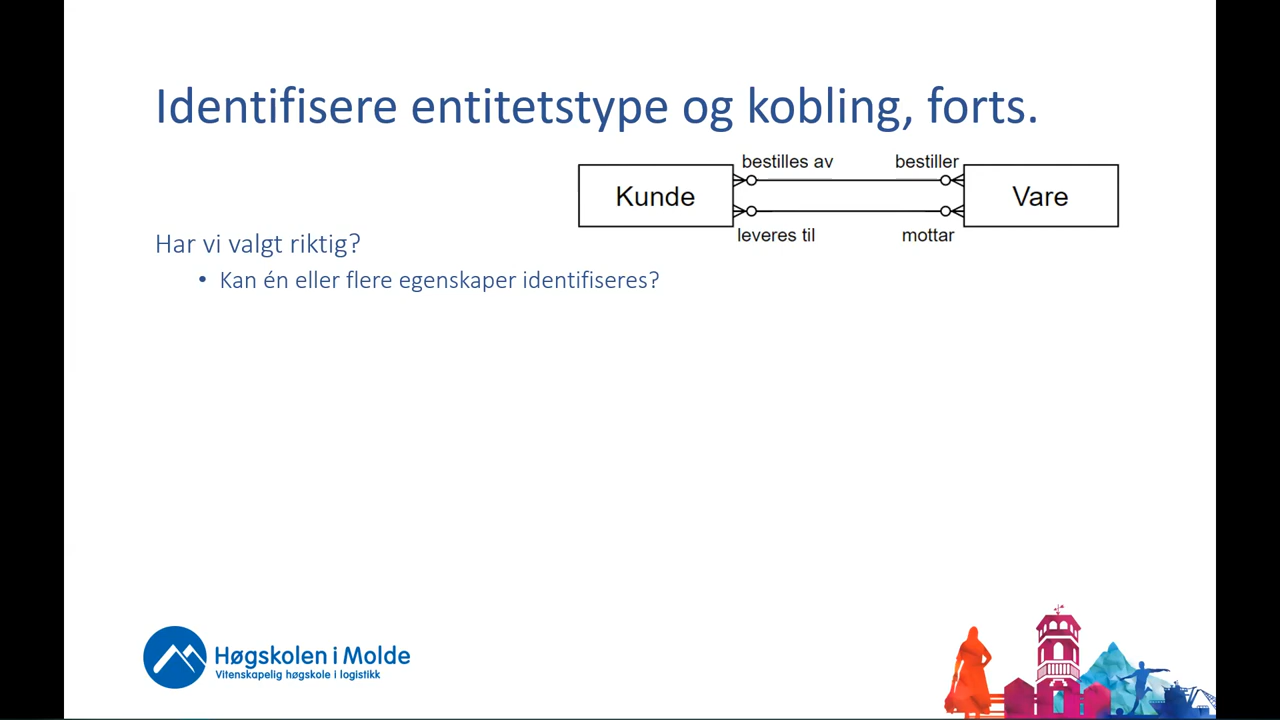 Identifisere entitetstype og kobling, forts.
bestilles av
bestiller
Kunde
Vare
leveres til
mottar
Har vi valgt riktig?
• Kan én eller flere egenskaper identifiseres?
Høgskolen i Molde
Vitenskapelig høgskole i logistikk